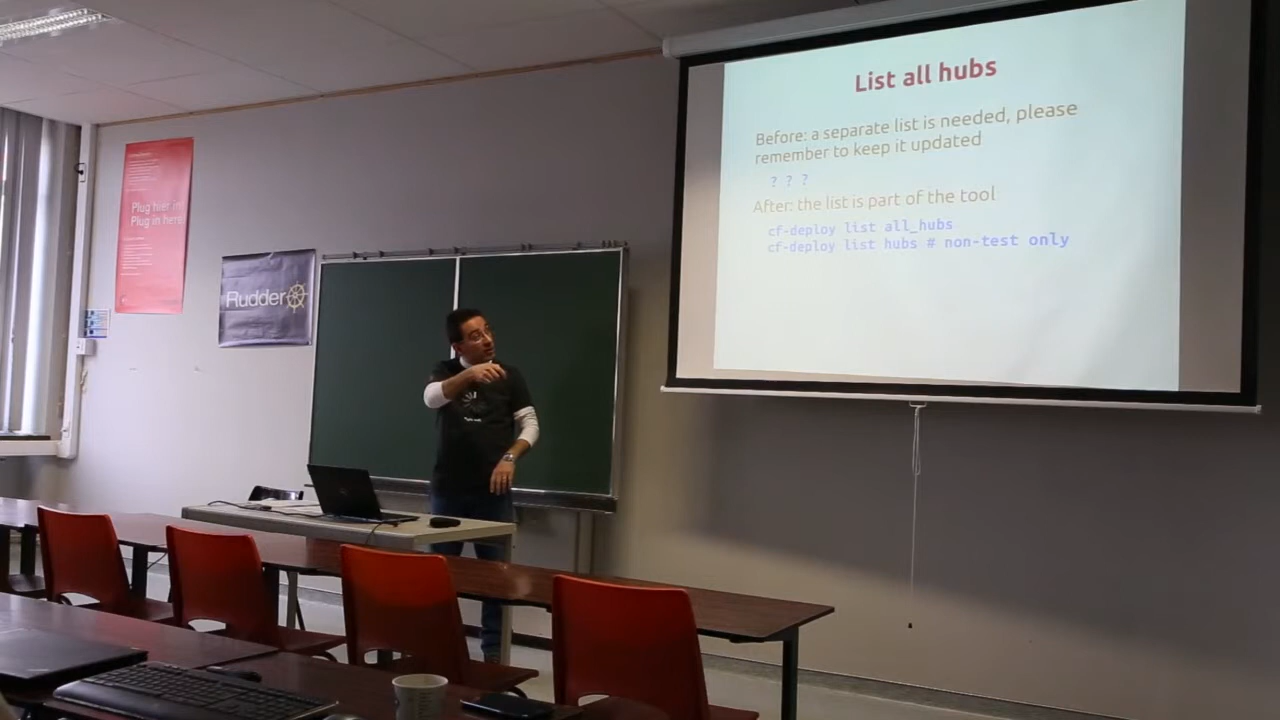 List all hubs
Before: a separate list is needed, please
remember to keep it updated
? ? ?
After: the list is part of the tool
cf-deploy list all_hubs
cf-deploy list hubs # non-test only
Plug hier in
Plug in here
Rudder